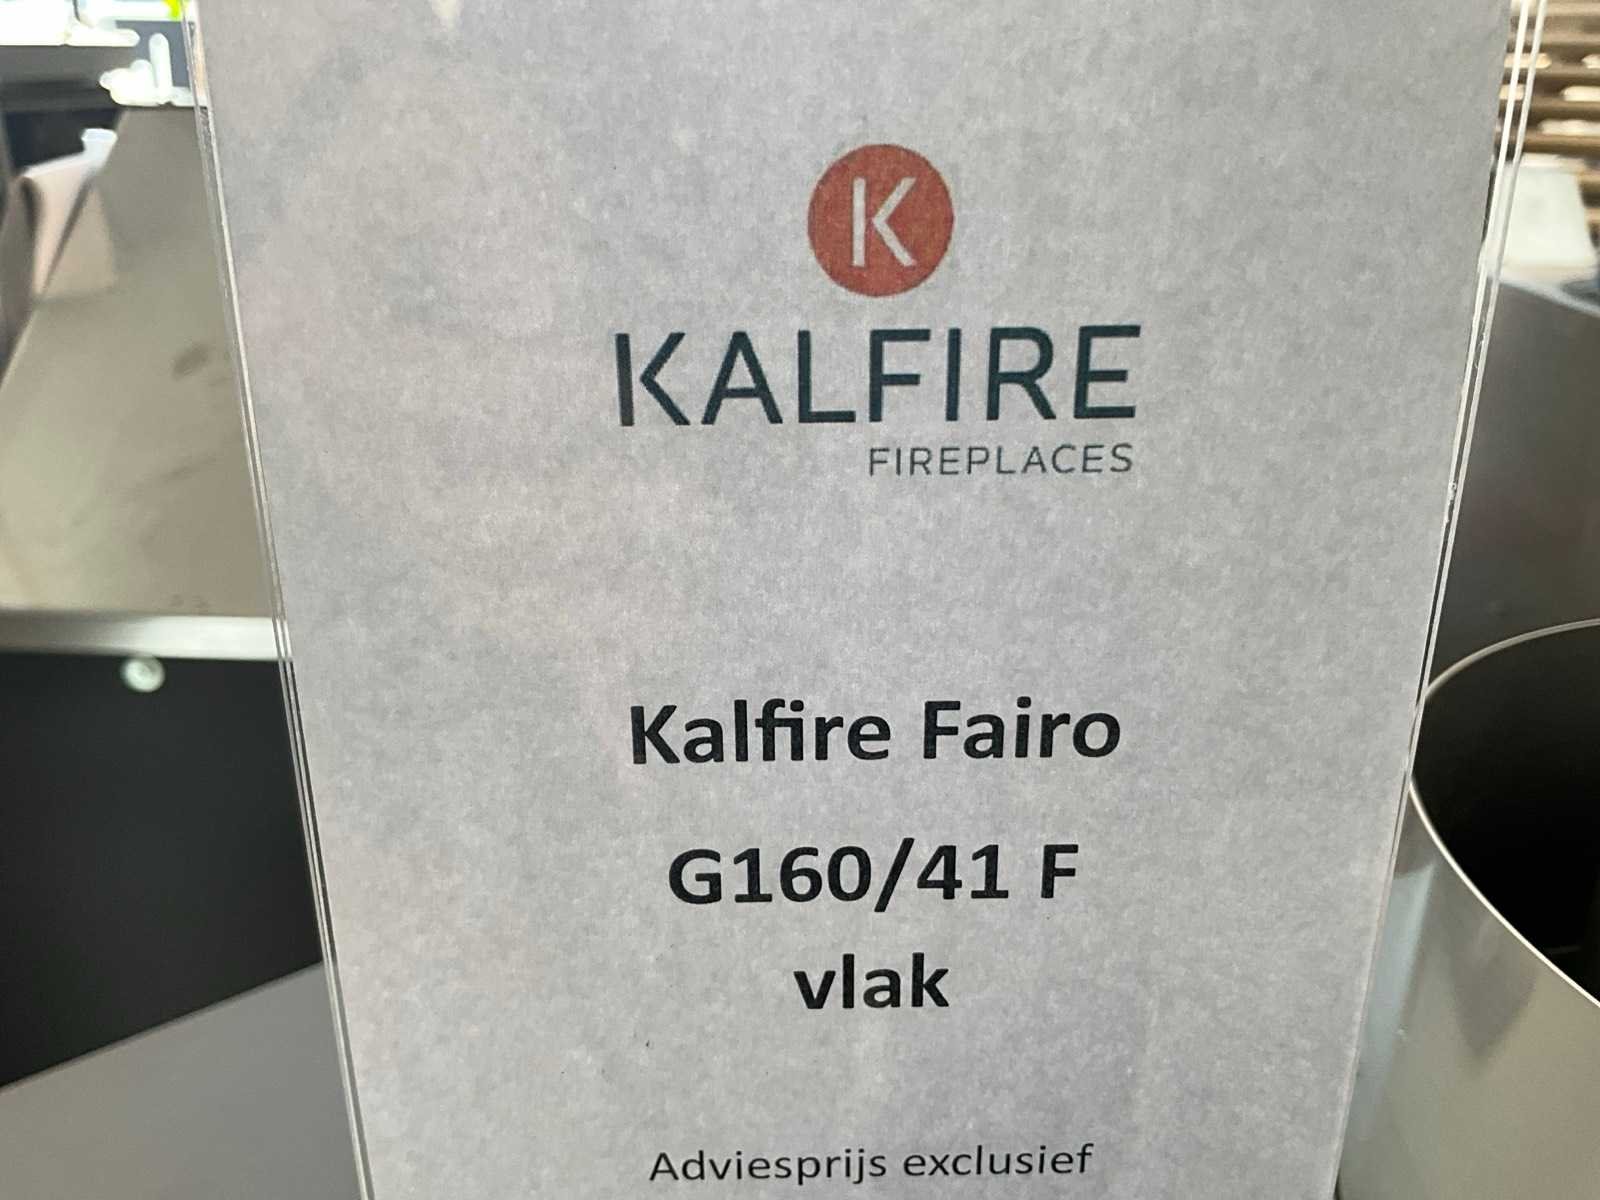 K
KALFIRE
FIREPLACES
Kalfire Fairo
G160/41 F
vlak
Adviesprijs exclusief